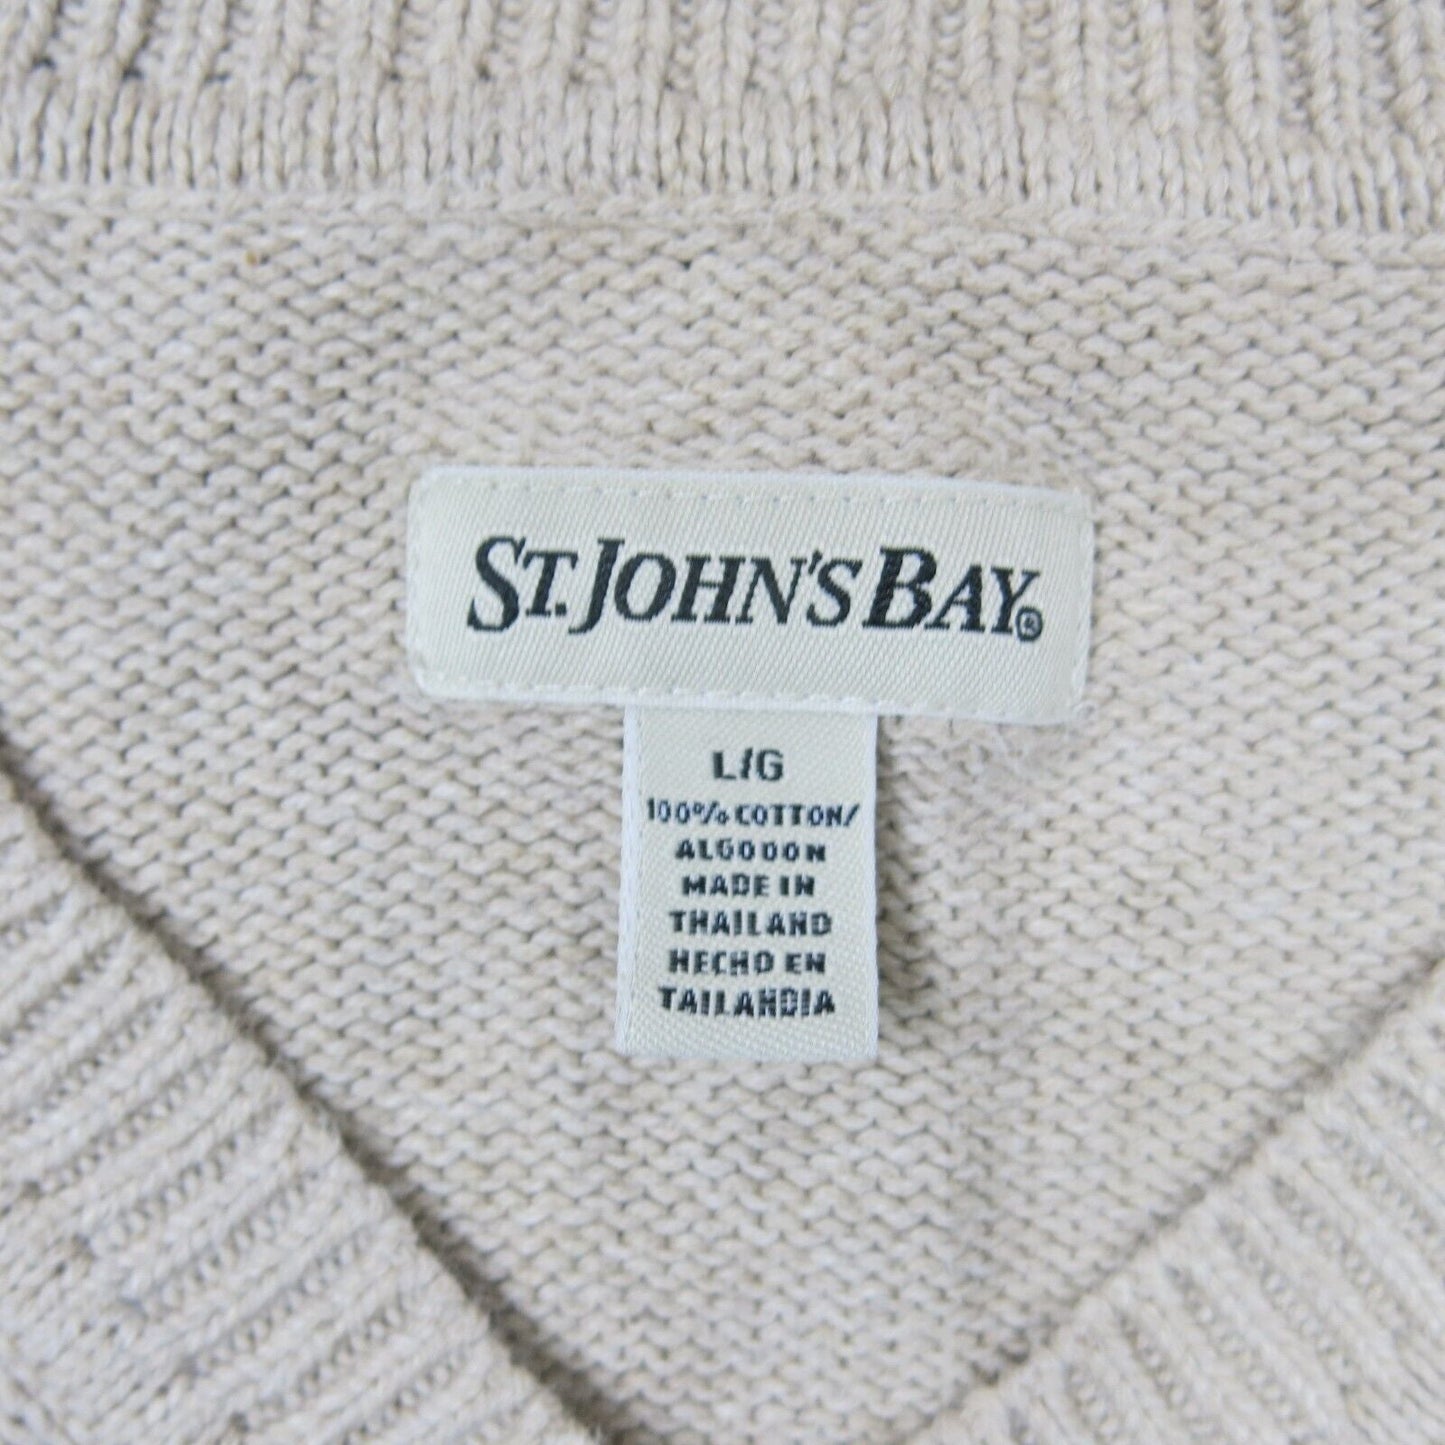 ST. JOHN'S BAY®
L/G
100% COTTON/
ALGODON
MADE IN
THAILAND
HECHO EN
TAILANDIA